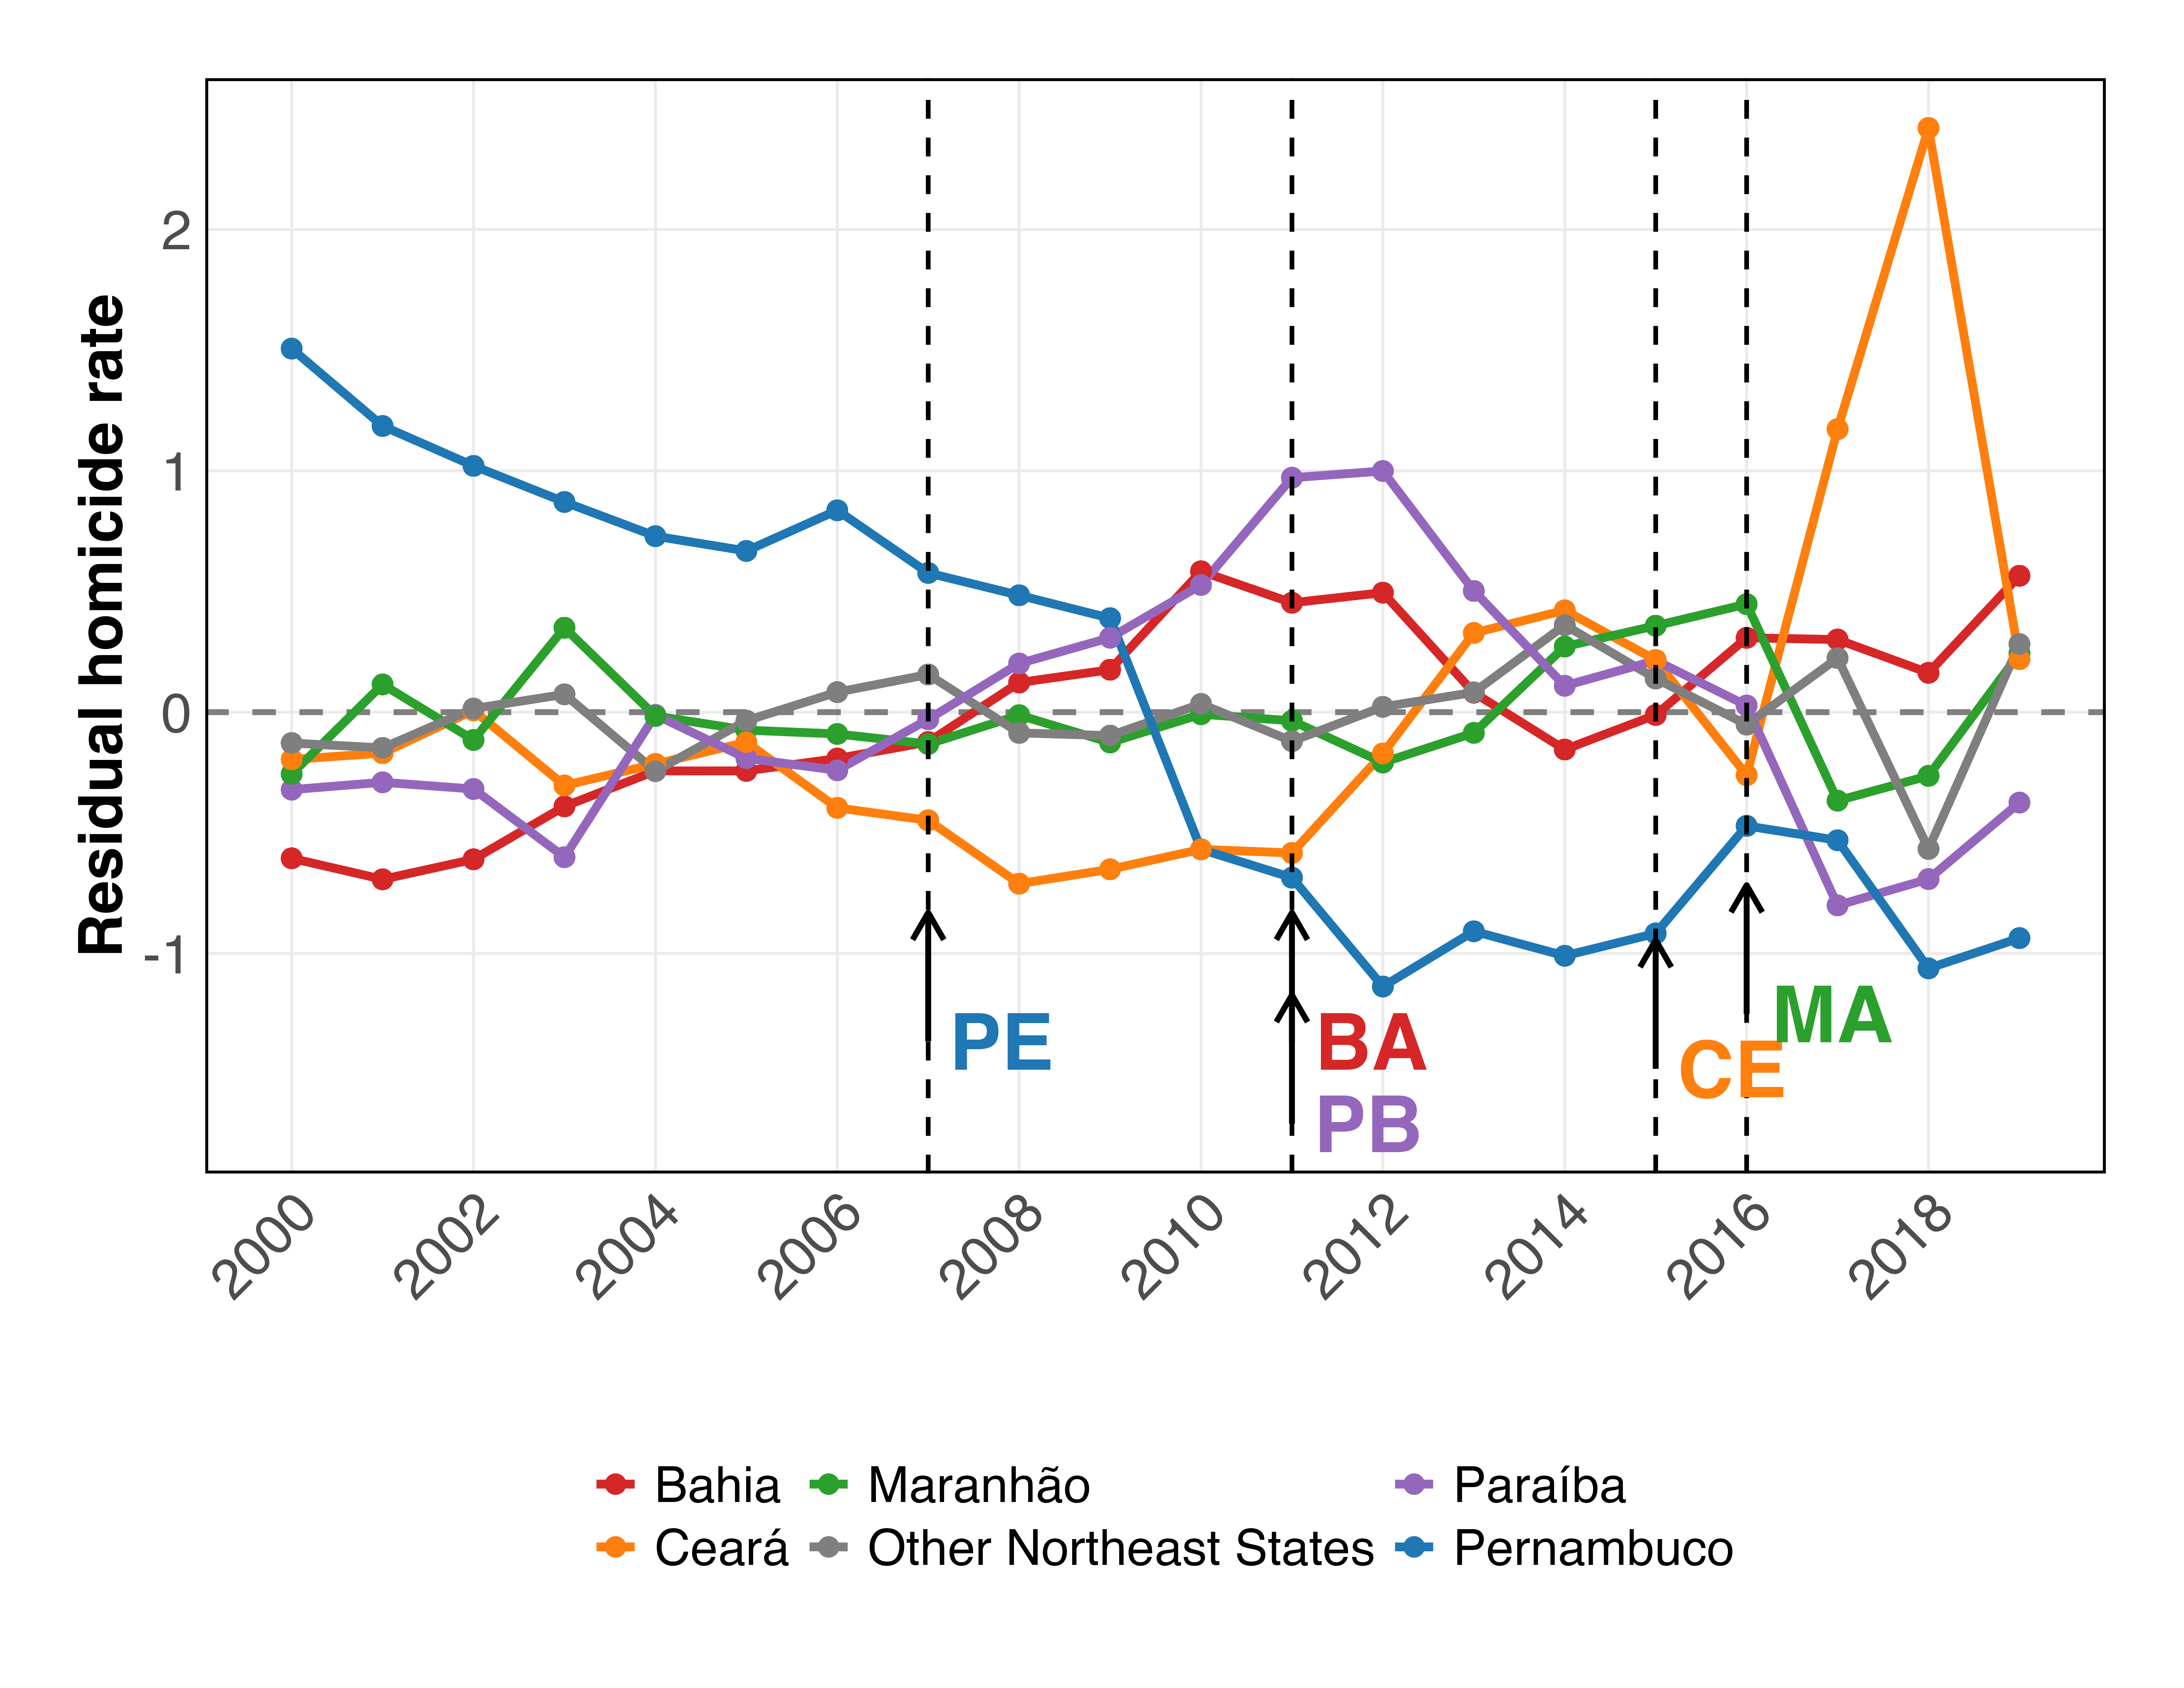 Residual homicide rate
2
1
0
-1
PE
BA
PB
CE
MA
2000 2002 2004 2006 2008 2010 2012 2014 2016 2018
Bahia Maranhão Paraíba
Ceará Other Northeast States Pernambuco